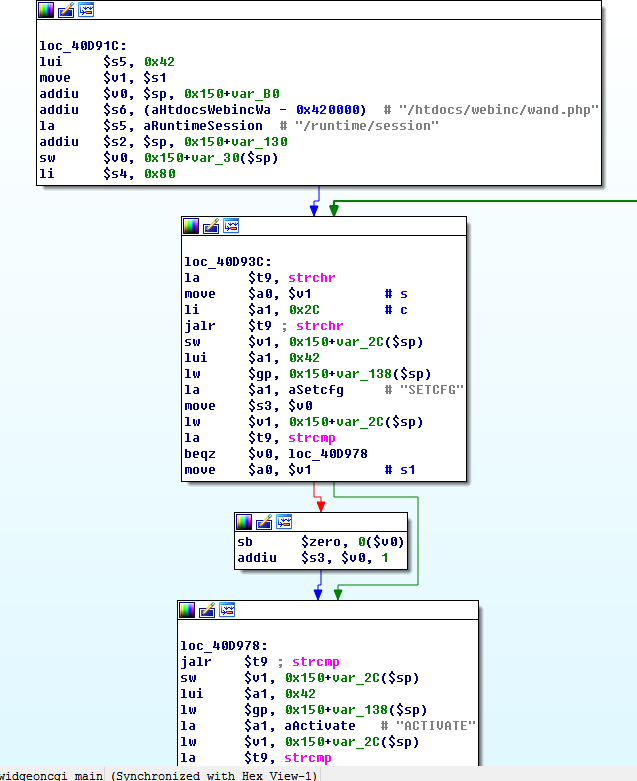 loc_40D91C:
lui $s5, 0x42
move $v1, $s1
addiu $v0, $sp, 0x150+var_B0
addiu $s6, (aHtdocsWebincWa - 0x420000) # "/htdocs/webinc/wand.php"
la $s5, aRuntimeSession # "/runtime/session"
addiu $s2, $sp, 0x150+var_130
sw $v0, 0x150+var_30($sp)
li $s4, 0x80
loc_40D93C:
la $t9, strchr
move $a0, $v1 # s
li $a1, 0x2C # c
jalr $t9 ; strchr
sw $v1, 0x150+var_2C($sp)
lui $a1, 0x42
lw $gp, 0x150+var_138($sp)
la $a1, aSetcfg # "SETCFG"
move $s3, $v0
lw $v1, 0x150+var_2C($sp)
la $t9, strcmp
beqz $v0, loc_40D978
move $a0, $v1 # s1
sb $zero, 0($v0)
addiu $s3, $v0, 1
loc_40D978:
jalr $t9 ; strcmp
sw $v1, 0x150+var_2C($sp)
lui $a1, 0x42
lw $gp, 0x150+var_138($sp)
la $a1, aActivate # "ACTIVATE"
lw $v1, 0x150+var_2C($sp)
la $t9, strcmp
widgeoncgi_main (Synchronized with Hex View-1)